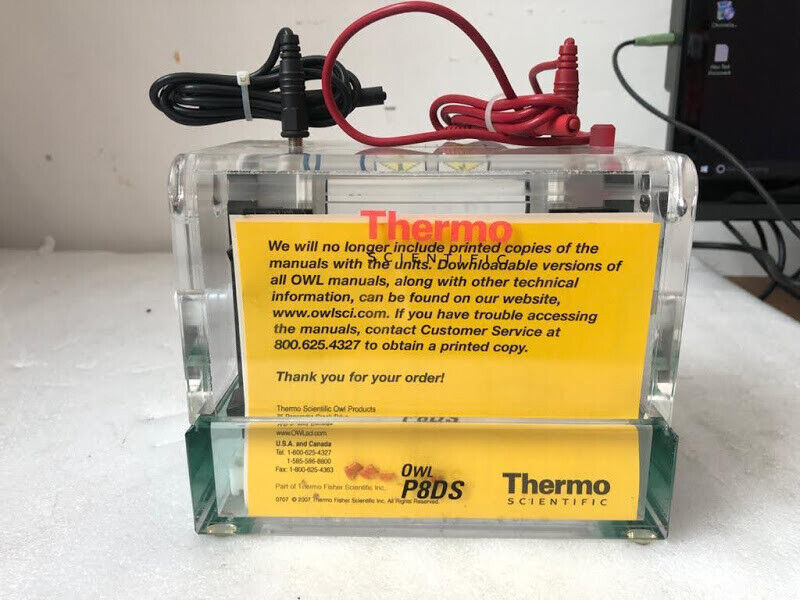 Thermo
SCIENTIFIC
We will no longer include printed copies of the
manuals with the units. Downloadable versions of
all OWL manuals, along with other technical
information, can be found on our website,
www.owlsci.com. If you have trouble accessing
the manuals, contact Customer Service at
800.625.4327 to obtain a printed copy.
Thank you for your order!
Thermo Scientific Owl Products
www.OWLsci.com
U.S.A. and Canada
Tel: 1-800-625-4327
1-585-586-8800
Fax: 1-800-625-4363
Part of Thermo Fisher Scientific Inc.
0707 © 2007 Thermo Fisher Scientific Inc. All Rights Reserved.
P8DS
OWL
P8DS
Thermo
SCIENTIFIC
New Text
Document